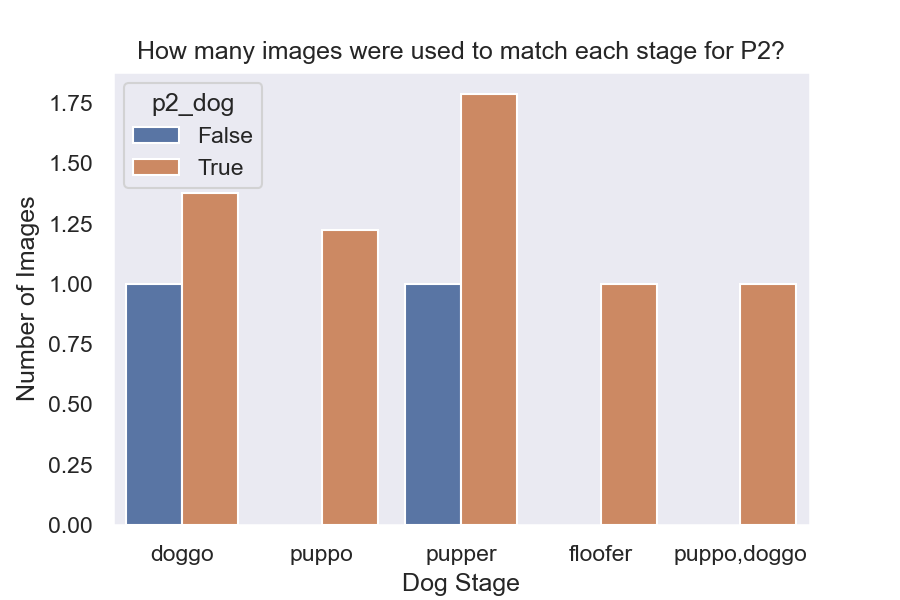 How many images were used to match each stage for P2?
p2_dog
False
True
1.75
1.50
1.25
1.00
0.75
0.50
0.25
0.00
Number of Images
doggo
puppo
pupper
floofer
puppo,doggo
Dog Stage